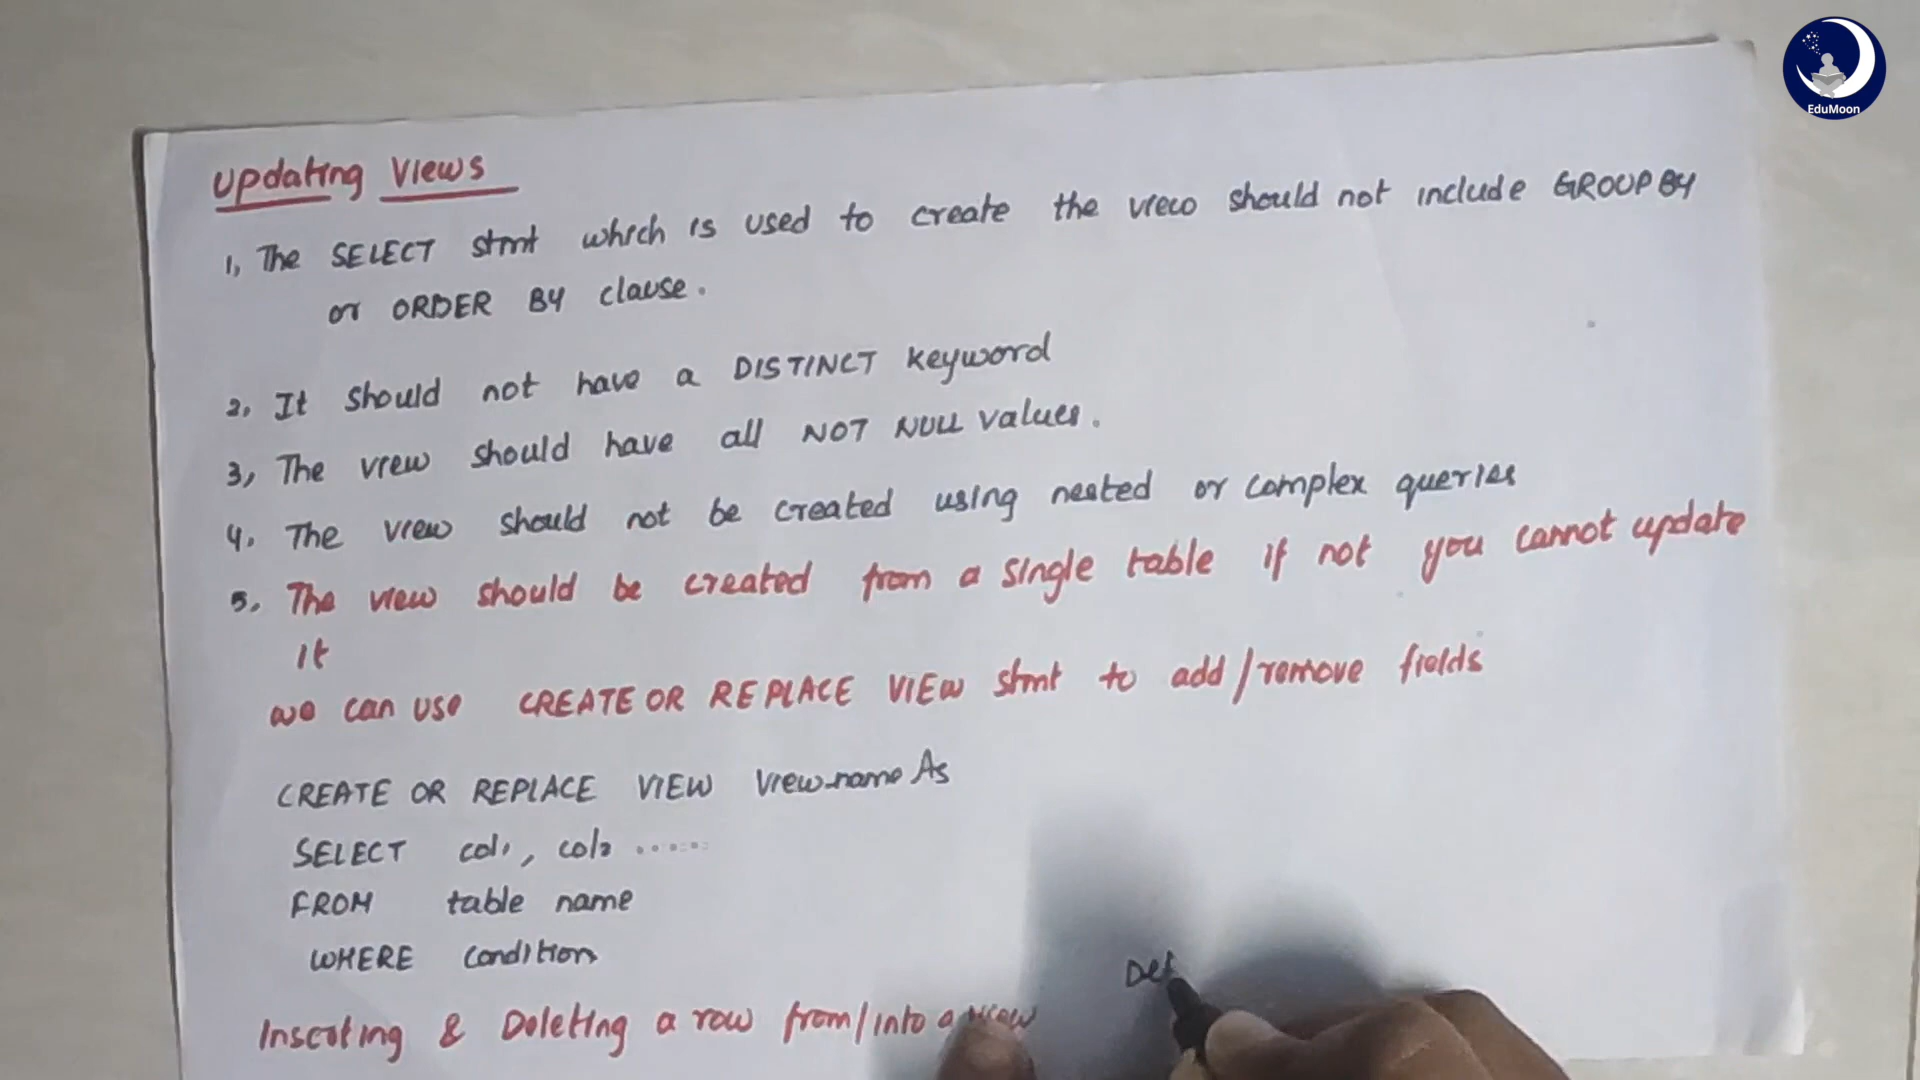 EduMoon
Updating Views
1, The SELECT stmt which is used to create the view should not include GROUP BY
or ORDER BY clause.
2. It should not have a DISTINCT keyword
3, The view should have all NOT NULL values.
4. The view should not be created using nested or complex queries
5. The view should be created from a single table if not you cannot update
it
we can use CREATE OR REPLACE VIEW stmt to add/remove fields
CREATE OR REPLACE VIEW View-name As
SELECT col1, col2 ........
FROM table name
WHERE condition
Del
Inserting & Deleting a row from/into a view